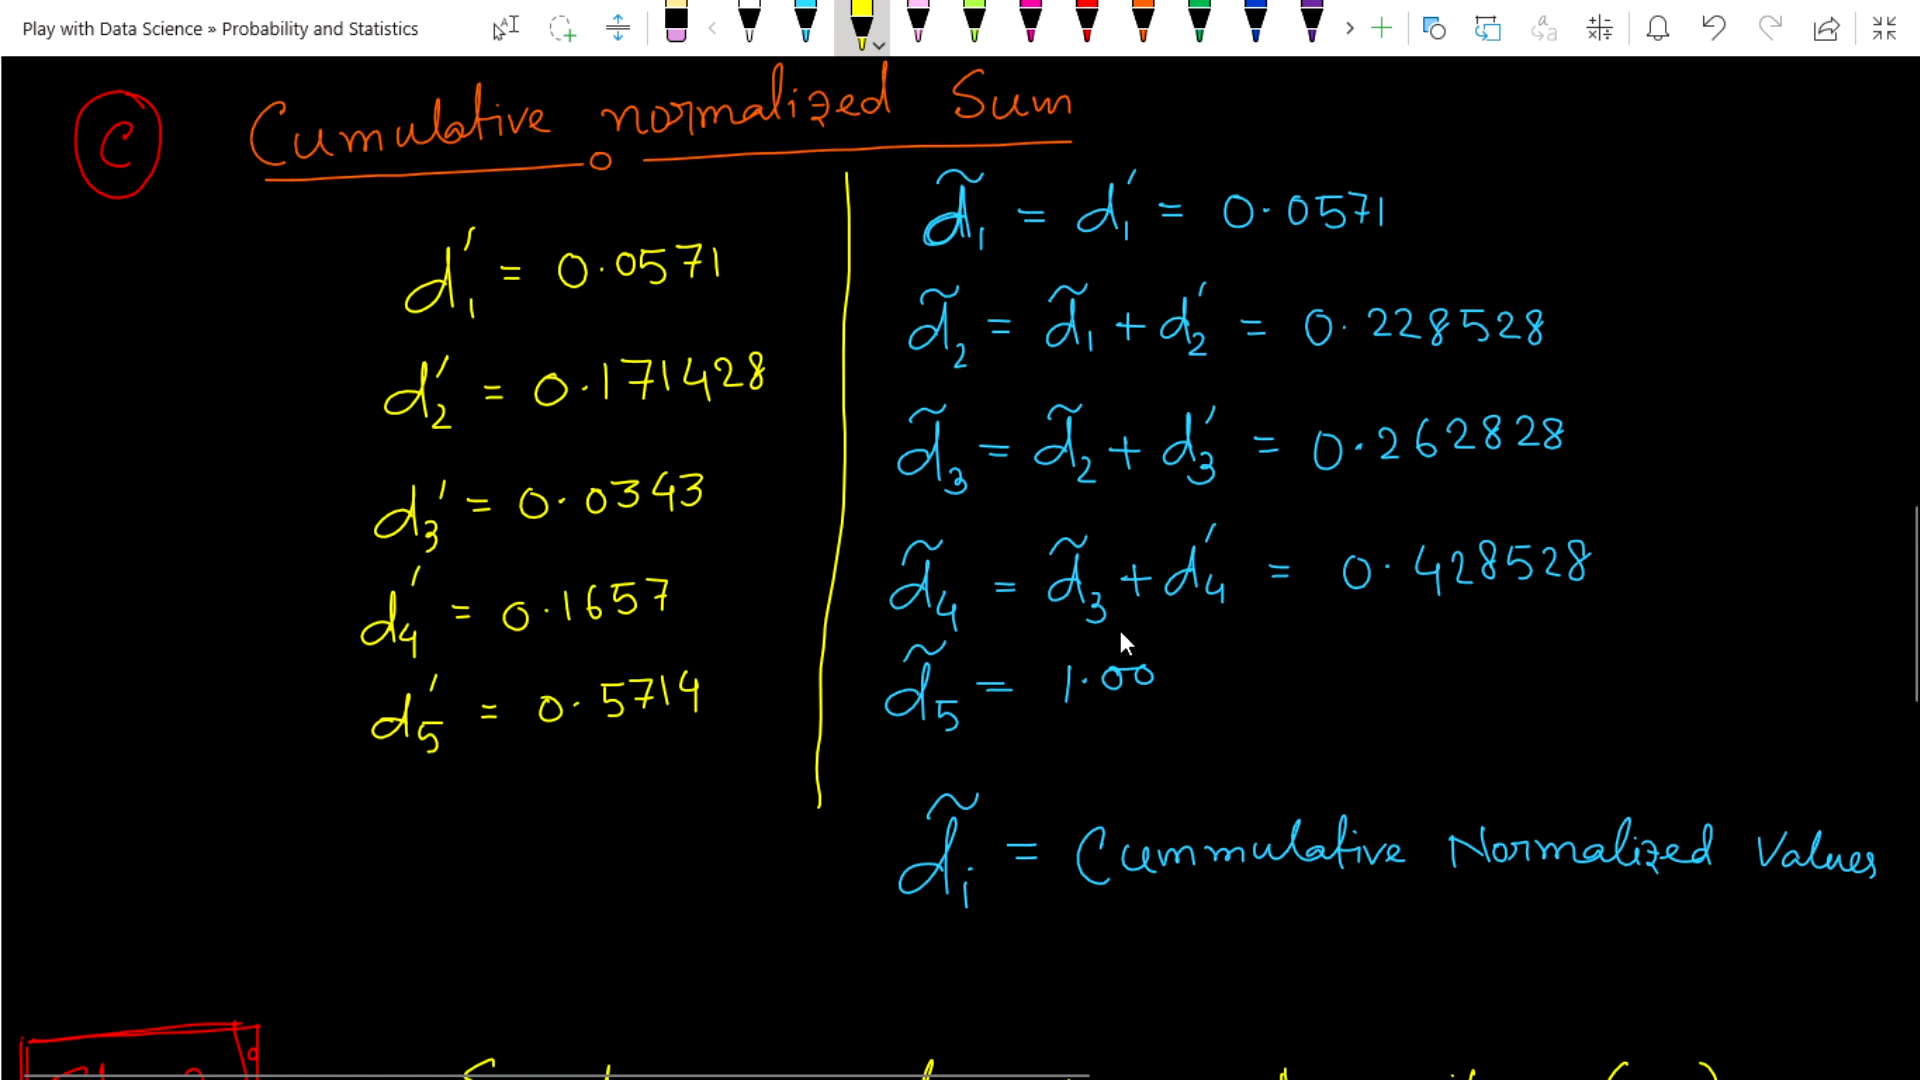 Play with Data Science » Probability and Statistics
C Cumulative normalized Sum
d₁' = 0.0571
d₂' = 0.171428
d₃' = 0.0343
d₄' = 0.1657
d₅' = 0.5714
d̃₁ = d₁' = 0.0571
d̃₂ = d̃₁ + d₂' = 0.228528
d̃₃ = d̃₂ + d₃' = 0.262828
d̃₄ = d̃₃ + d₄' = 0.428528
d̃₅ = 1.00
d̃ᵢ = Cummulative Normalized Values